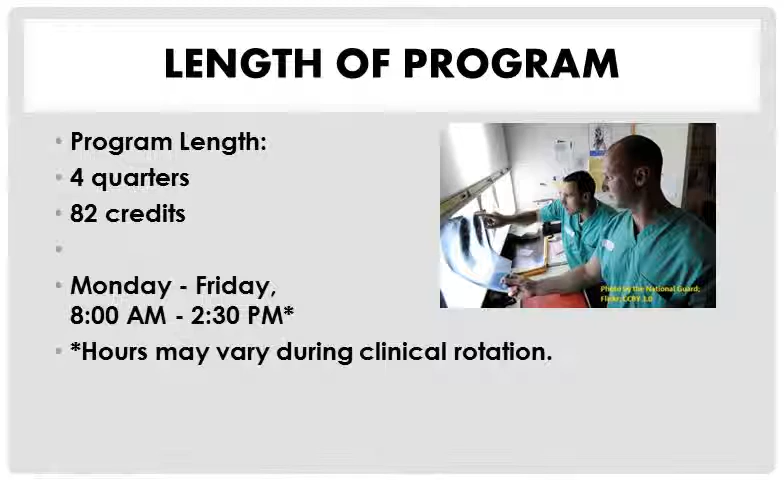 LENGTH OF PROGRAM
Program Length:
4 quarters
82 credits
Monday - Friday,
8:00 AM - 2:30 PM*
*Hours may vary during clinical rotation.
Photo by the National Guard;
Flickr, CCBY 2.0